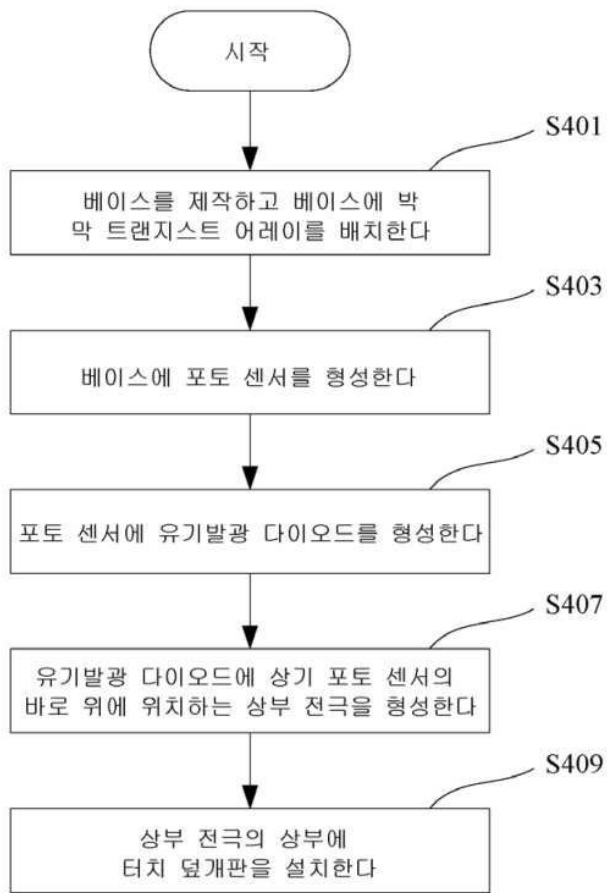 시작
S401
베이스를 제작하고 베이스에 박
막 트랜지스트 어레이를 배치한다
S403
베이스에 포토 센서를 형성한다
S405
포토 센서에 유기발광 다이오드를 형성한다
S407
유기발광 다이오드에 상기 포토 센서의
바로 위에 위치하는 상부 전극을 형성한다
S409
상부 전극의 상부에
터치 덮개판을 설치한다